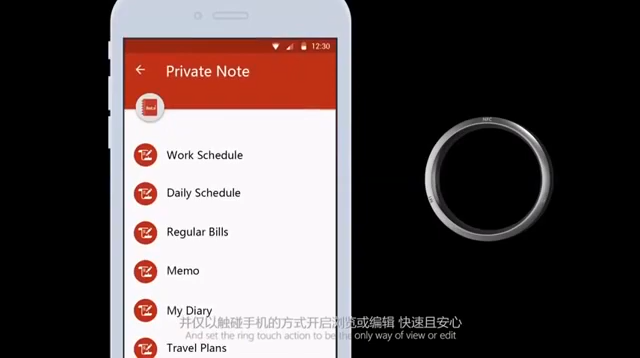 12:30
Private Note
Note
NFC
Work Schedule
Daily Schedule
Regular Bills
Memo
My Diary
Travel Plans
并仅以触碰手机的方式开启浏览或编辑 快速且安心
And set the ring touch action to be the only way of view or edit